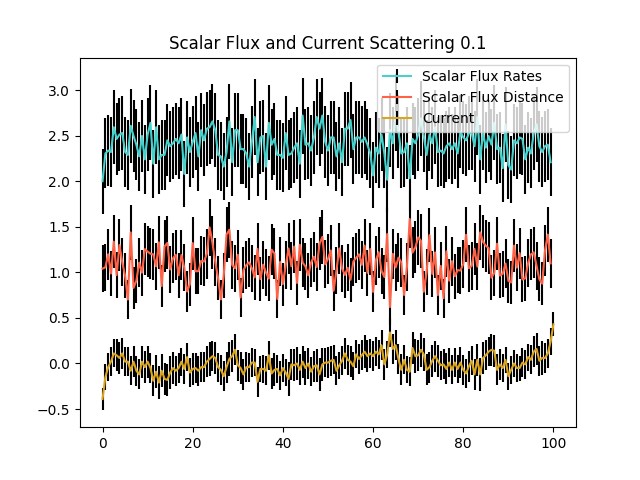 Scalar Flux and Current Scattering 0.1
Scalar Flux Rates
Scalar Flux Distance
Current
3.0
2.5
2.0
1.5
1.0
0.5
0.0
−0.5
0 20 40 60 80 100